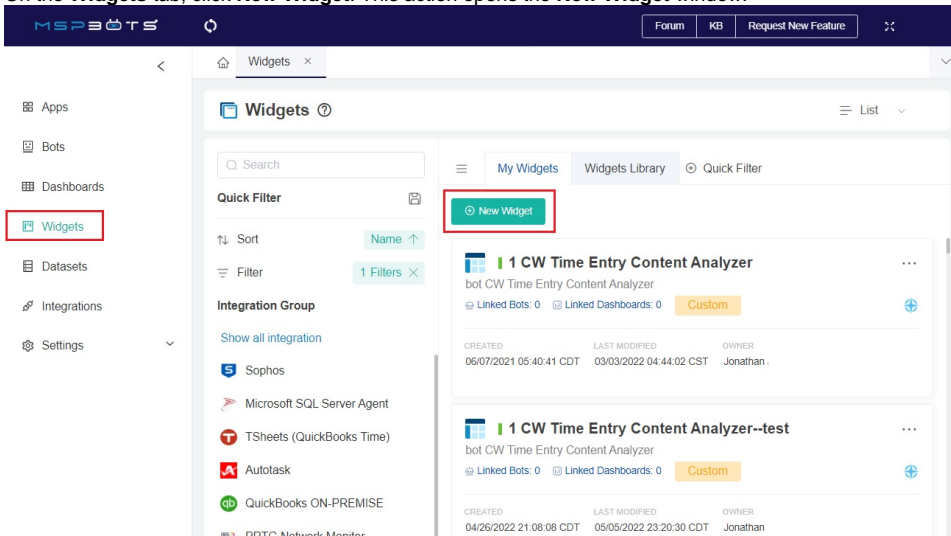 On the Widgets tab, click New Widget. This action opens the New Widget window.
MSPBOTS
Forum KB Request New Feature
Widgets ×
Apps
Bots
Dashboards
Widgets
Datasets
Integrations
Settings
Widgets
List
Search
Quick Filter
Sort Name ↑
Filter 1 Filters ×
Integration Group
Show all integration
Sophos
Microsoft SQL Server Agent
TSheets (QuickBooks Time)
Autotask
QuickBooks ON-PREMISE
PRTG Network Monitor
My Widgets Widgets Library Quick Filter
New Widget
1 CW Time Entry Content Analyzer
bot CW Time Entry Content Analyzer
Linked Bots: 0 Linked Dashboards: 0 Custom
CREATED LAST MODIFIED OWNER
06/07/2021 05:40:41 CDT 03/03/2022 04:44:02 CST Jonathan
1 CW Time Entry Content Analyzer--test
bot CW Time Entry Content Analyzer
Linked Bots: 0 Linked Dashboards: 0 Custom
CREATED LAST MODIFIED OWNER
04/26/2022 21:08:08 CDT 05/05/2022 23:20:30 CDT Jonathan